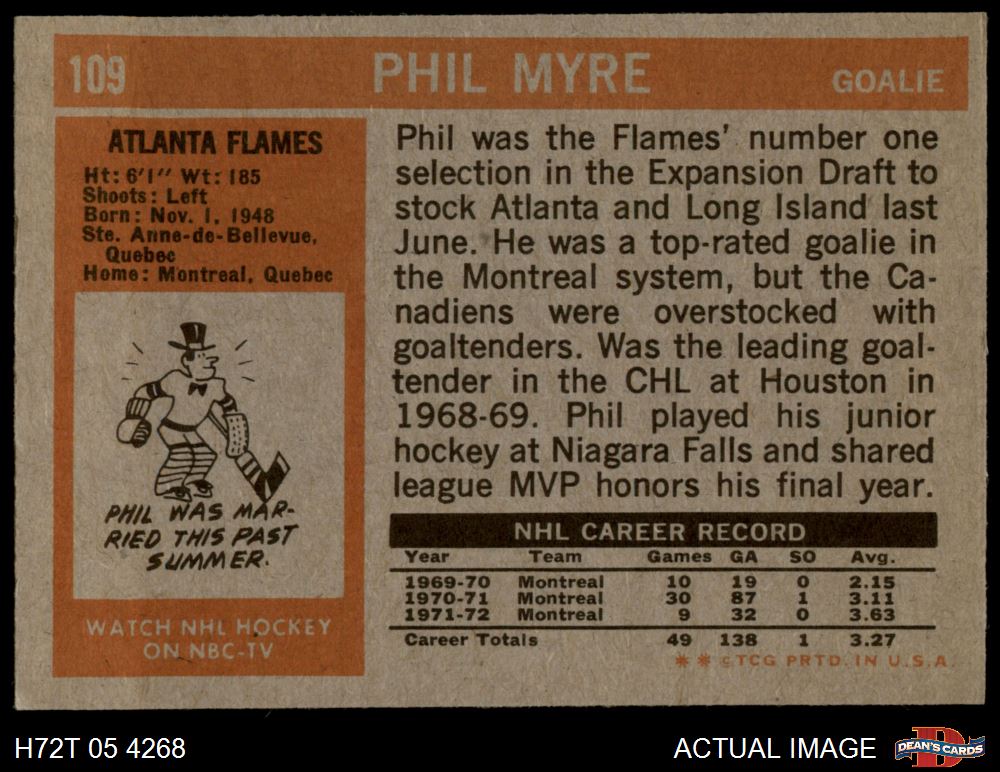 109 PHIL MYRE GOALIE
ATLANTA FLAMES
Ht: 6'1" Wt: 185
Shoots: Left
Born: Nov. 1, 1948
Ste. Anne-de-Bellevue,
Quebec
Home: Montreal, Quebec
PHIL WAS MAR-
RIED THIS PAST
SUMMER.
WATCH NHL HOCKEY
ON NBC-TV
Phil was the Flames' number one
selection in the Expansion Draft to
stock Atlanta and Long Island last
June. He was a top-rated goalie in
the Montreal system, but the Ca-
nadiens were overstocked with
goaltenders. Was the leading goal-
tender in the CHL at Houston in
1968-69. Phil played his junior
hockey at Niagara Falls and shared
league MVP honors his final year.
NHL CAREER RECORD
Year Team Games GA SO Avg.
1969-70 Montreal 10 19 0 2.15
1970-71 Montreal 30 87 1 3.11
1971-72 Montreal 9 32 0 3.63
Career Totals 49 138 1 3.27
* * ©TCG PRTD. IN U.S.A.
H72T 05 4268 ACTUAL IMAGE DEAN'S CARDS